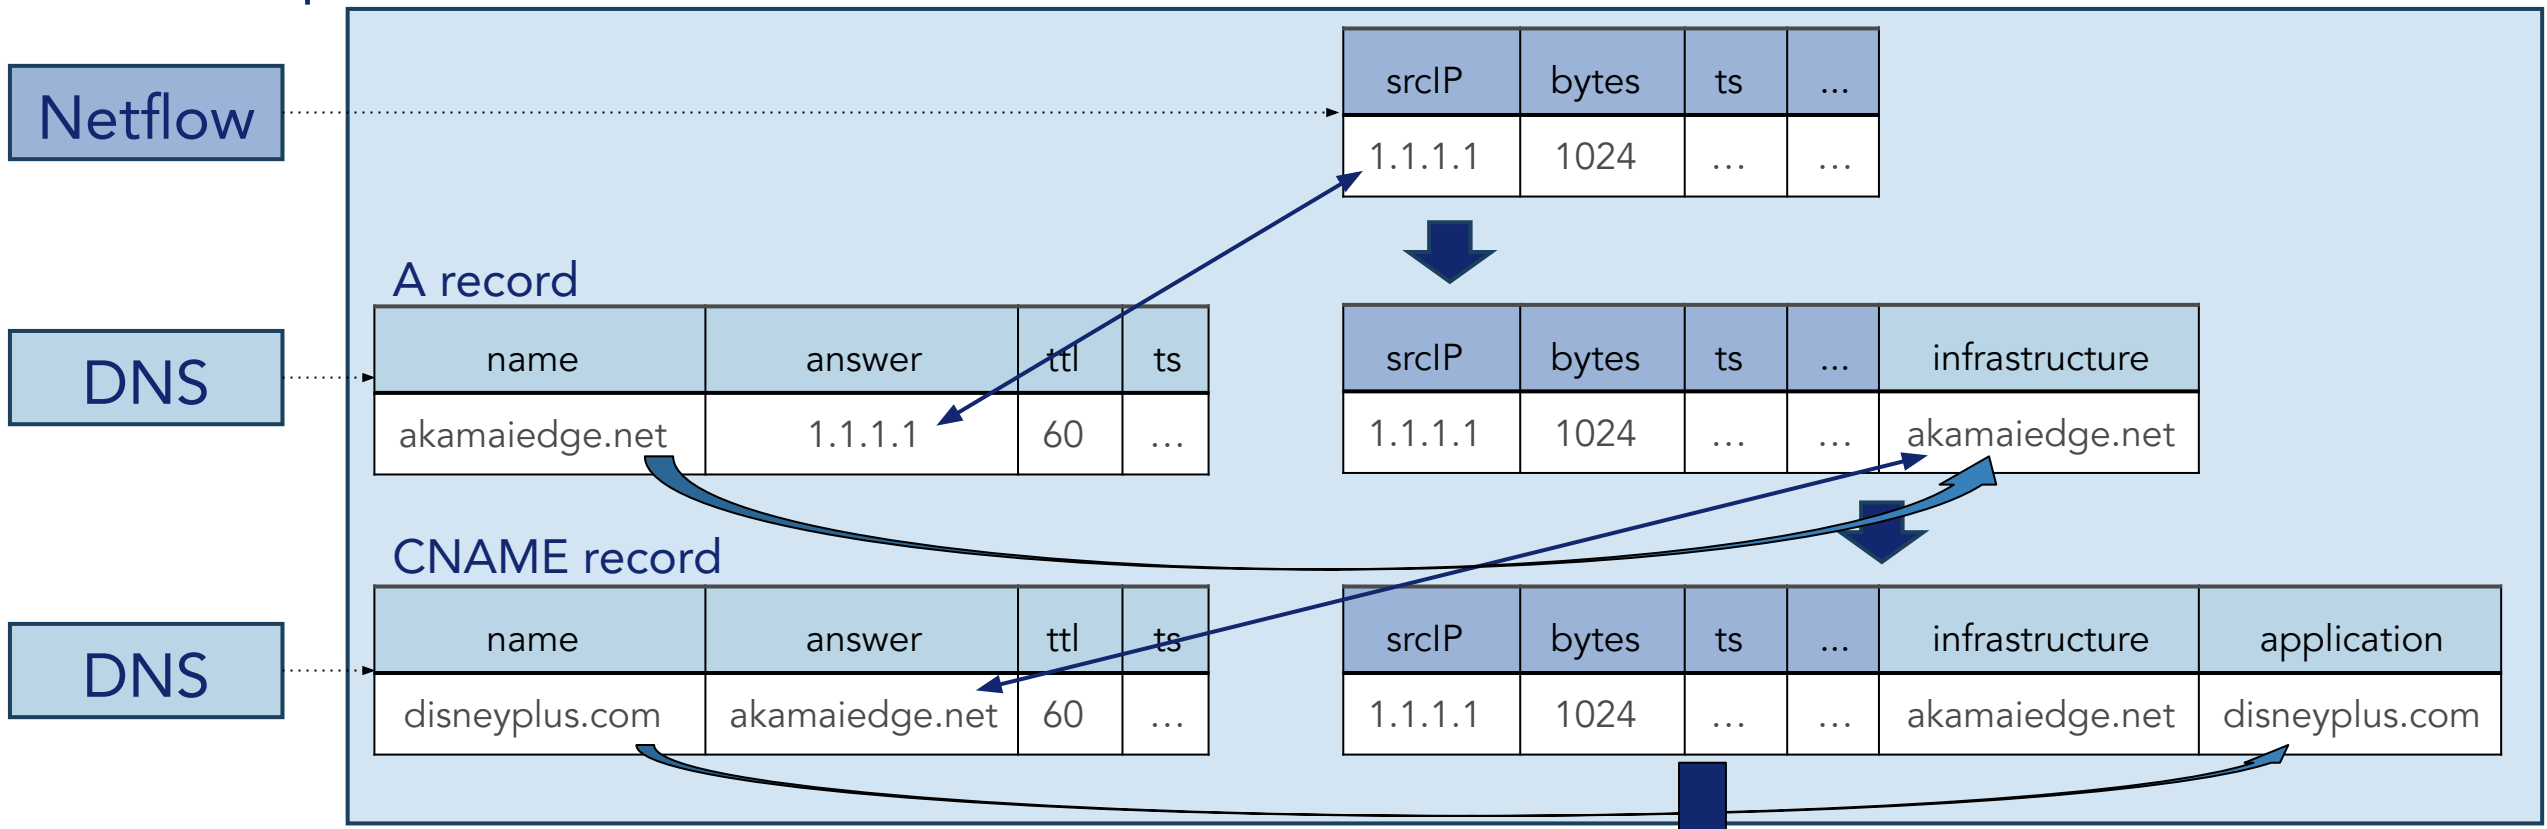 srcIP bytes ts ...
Netflow
1.1.1.1 1024 ... ...
A record
name answer ttl ts
srcIP bytes ts ... infrastructure
DNS
akamaiedge.net 1.1.1.1 60 ...
1.1.1.1 1024 ... ... akamaiedge.net
CNAME record
name answer ttl ts
srcIP bytes ts ... infrastructure application
DNS
disneyplus.com akamaiedge.net 60 ...
1.1.1.1 1024 ... ... akamaiedge.net disneyplus.com